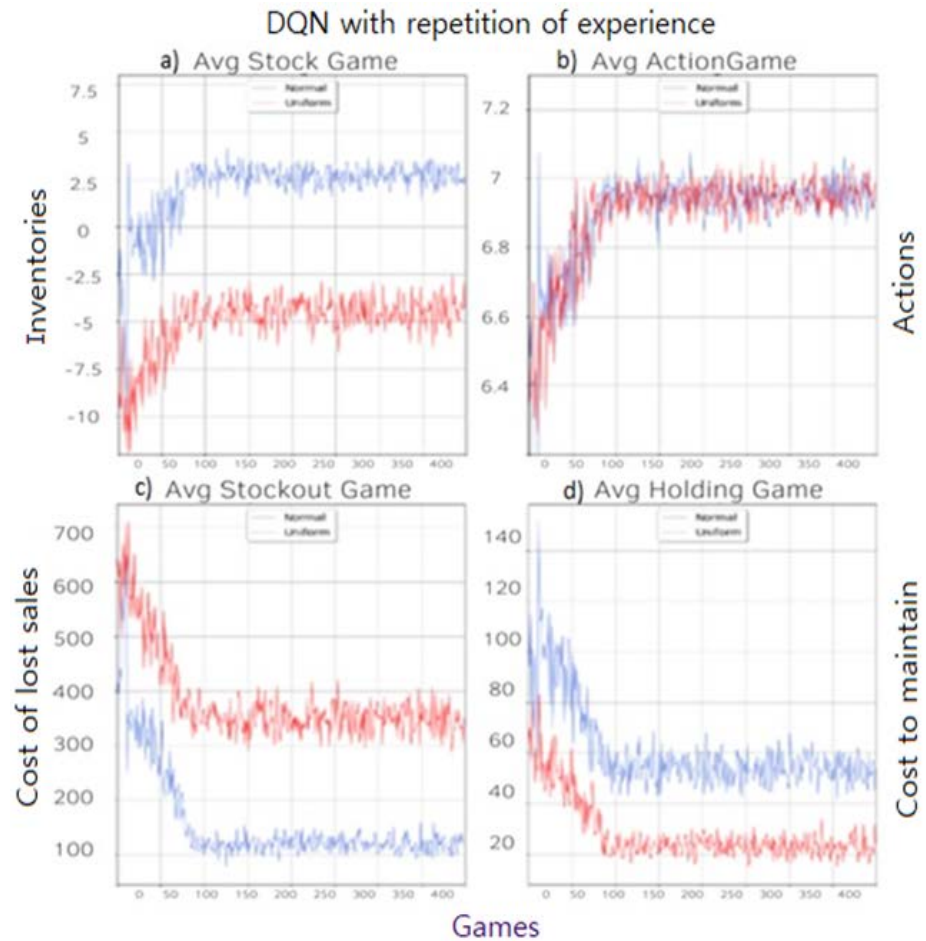 DQN with repetition of experience
a) Avg Stock Game
Normal
Uniform
7.5
5
2.5
0
-2.5
-5
-7.5
-10
Inventories
0 50 100 150 200 250 300 350 400
b) Avg ActionGame
Normal
Uniform
7.2
7
6.8
6.6
6.4
Actions
0 50 100 150 200 250 300 350 400
c) Avg Stockout Game
Normal
Uniform
700
600
500
400
300
200
100
Cost of lost sales
0 50 100 150 200 250 300 350 400
d) Avg Holding Game
Normal
Uniform
140
120
100
80
60
40
20
Cost to maintain
0 50 100 150 200 250 300 350 400
Games